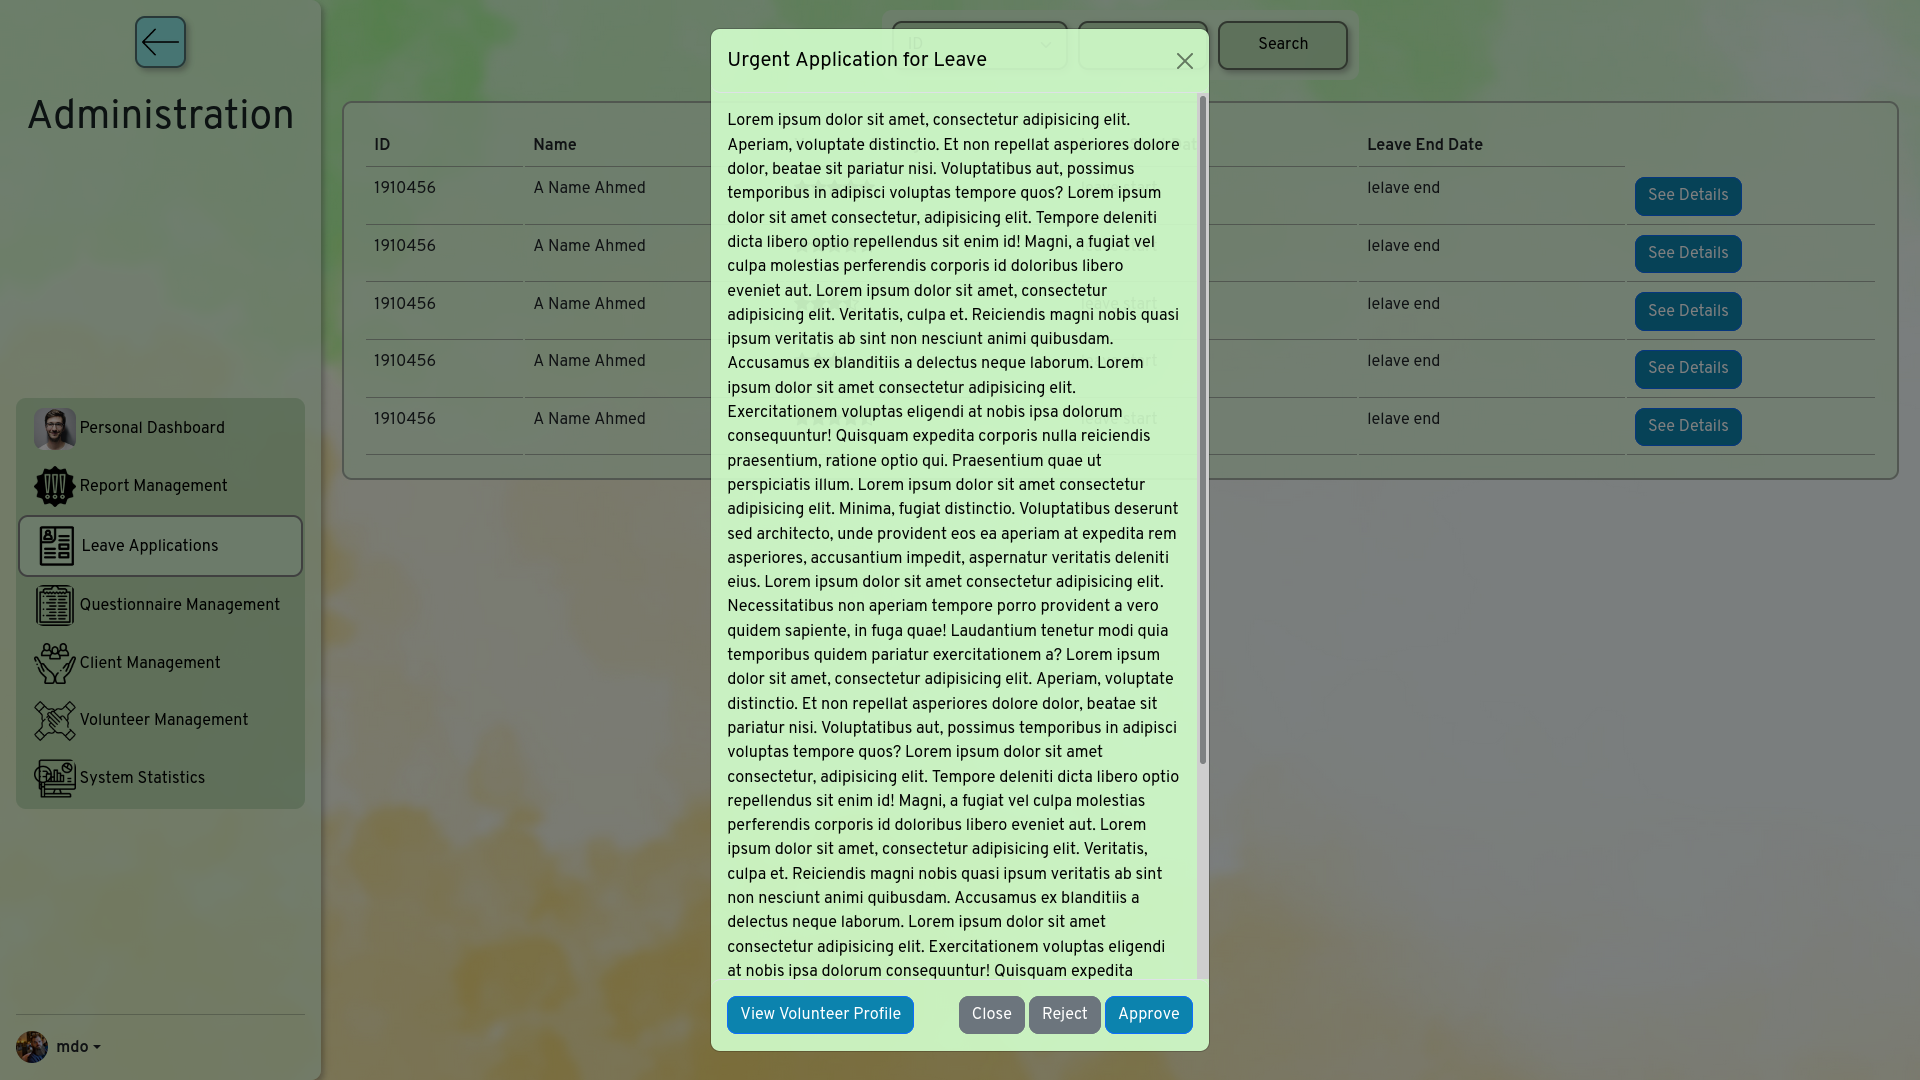 Administration
Personal Dashboard
Report Management
Leave Applications
Questionnaire Management
Client Management
Volunteer Management
System Statistics
mdo
ID
Search
ID Name Leave End Date
1910456 A Name Ahmed lelave end See Details
1910456 A Name Ahmed lelave end See Details
1910456 A Name Ahmed leave start lelave end See Details
1910456 A Name Ahmed lelave end See Details
1910456 A Name Ahmed leave start lelave end See Details
Urgent Application for Leave
Lorem ipsum dolor sit amet, consectetur adipisicing elit.
Aperiam, voluptate distinctio. Et non repellat asperiores dolore
dolor, beatae sit pariatur nisi. Voluptatibus aut, possimus
temporibus in adipisci voluptas tempore quos? Lorem ipsum
dolor sit amet consectetur, adipisicing elit. Tempore deleniti
dicta libero optio repellendus sit enim id! Magni, a fugiat vel
culpa molestias perferendis corporis id doloribus libero
eveniet aut. Lorem ipsum dolor sit amet, consectetur
adipisicing elit. Veritatis, culpa et. Reiciendis magni nobis quasi
ipsum veritatis ab sint non nesciunt animi quibusdam.
Accusamus ex blanditiis a delectus neque laborum. Lorem
ipsum dolor sit amet consectetur adipisicing elit.
Exercitationem voluptas eligendi at nobis ipsa dolorum
consequuntur! Quisquam expedita corporis nulla reiciendis
praesentium, ratione optio qui. Praesentium quae ut
perspiciatis illum. Lorem ipsum dolor sit amet consectetur
adipisicing elit. Minima, fugiat distinctio. Voluptatibus deserunt
sed architecto, unde provident eos ea aperiam at expedita rem
asperiores, accusantium impedit, aspernatur veritatis deleniti
eius. Lorem ipsum dolor sit amet consectetur adipisicing elit.
Necessitatibus non aperiam tempore porro provident a vero
quidem sapiente, in fuga quae! Laudantium tenetur modi quia
temporibus quidem pariatur exercitationem a? Lorem ipsum
dolor sit amet, consectetur adipisicing elit. Aperiam, voluptate
distinctio. Et non repellat asperiores dolore dolor, beatae sit
pariatur nisi. Voluptatibus aut, possimus temporibus in adipisci
voluptas tempore quos? Lorem ipsum dolor sit amet
consectetur, adipisicing elit. Tempore deleniti dicta libero optio
repellendus sit enim id! Magni, a fugiat vel culpa molestias
perferendis corporis id doloribus libero eveniet aut. Lorem
ipsum dolor sit amet, consectetur adipisicing elit. Veritatis,
culpa et. Reiciendis magni nobis quasi ipsum veritatis ab sint
non nesciunt animi quibusdam. Accusamus ex blanditiis a
delectus neque laborum. Lorem ipsum dolor sit amet
consectetur adipisicing elit. Exercitationem voluptas eligendi
at nobis ipsa dolorum consequuntur! Quisquam expedita
View Volunteer Profile Close Reject Approve